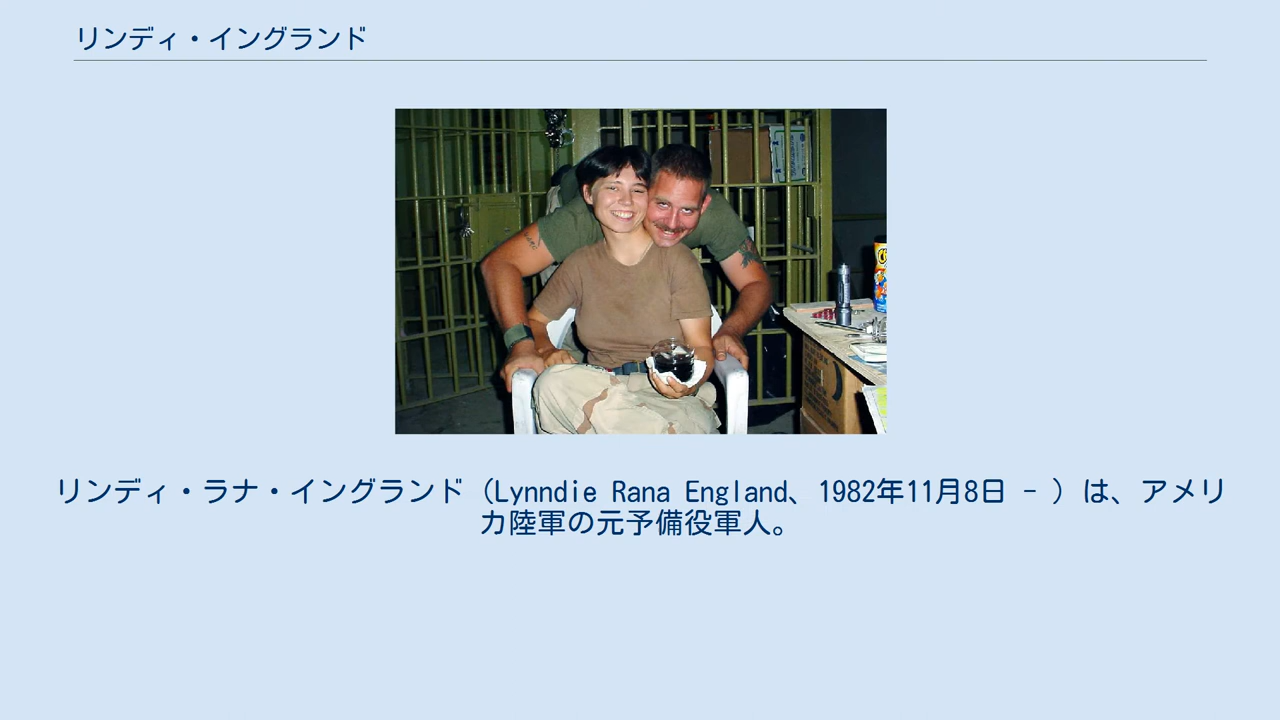 リンディ・イングランド
リンディ・ラナ・イングランド（Lynndie Rana England、1982年11月8日 - ）は、アメリ
カ陸軍の元予備役軍人。